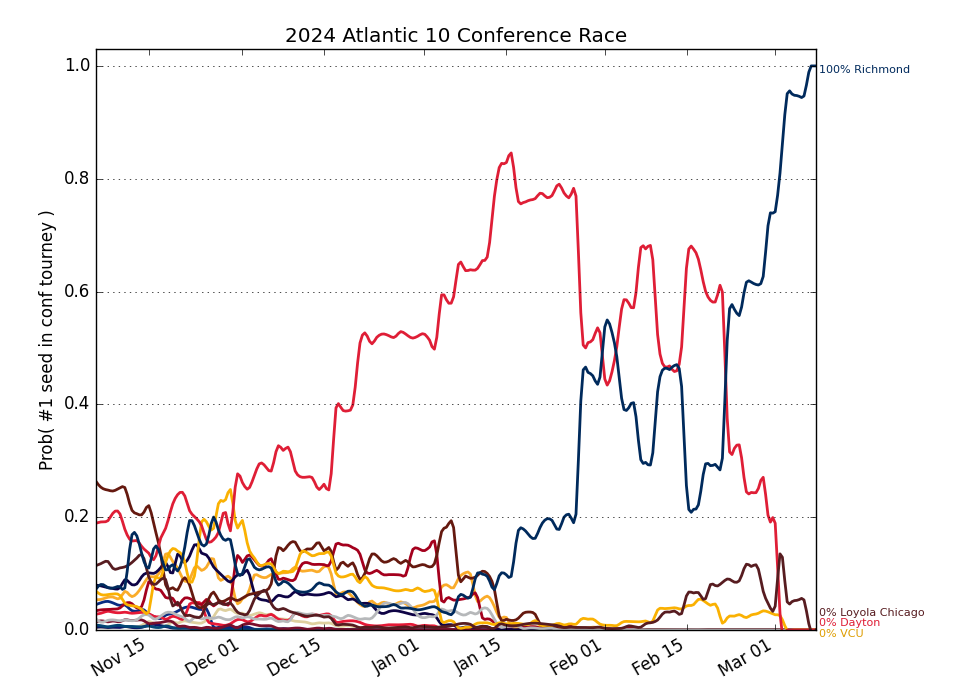 2024 Atlantic 10 Conference Race
Prob( #1 seed in conf tourney )
1.0
0.8
0.6
0.4
0.2
0.0
Nov 15
Dec 01
Dec 15
Jan 01
Jan 15
Feb 01
Feb 15
Mar 01
100% Richmond
0% Loyola Chicago
0% Dayton
0% VCU